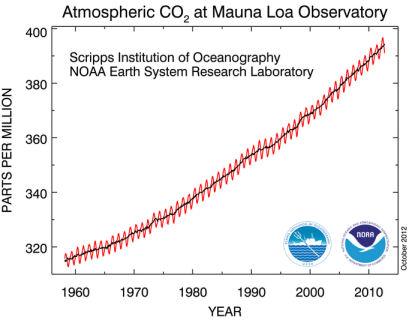 Atmospheric CO₂ at Mauna Loa Observatory
Scripps Institution of Oceanography
NOAA Earth System Research Laboratory
PARTS PER MILLION
400
380
360
340
320
1960
1970
1980
1990
2000
2010
YEAR
NOAA
October 2012